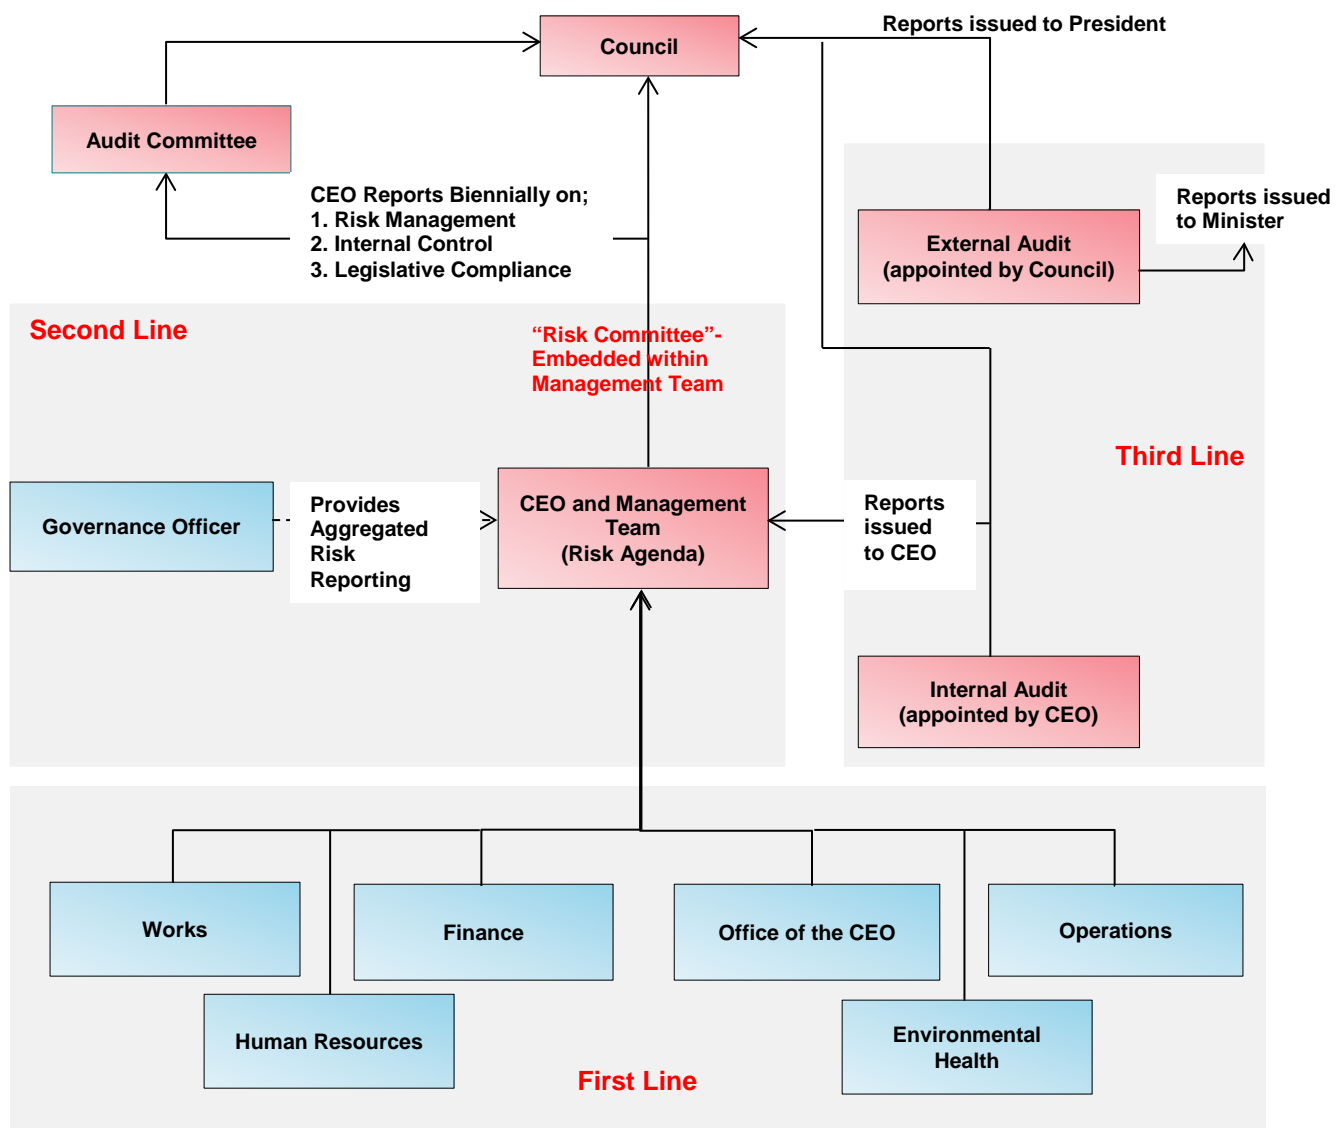 Reports issued to President
Council
Audit Committee
CEO Reports Biennially on;
1. Risk Management
2. Internal Control
3. Legislative Compliance
Reports issued
to Minister
External Audit
(appointed by Council)
Second Line
“Risk Committee”-
Embedded within
Management Team
Third Line
Governance Officer
Provides
Aggregated
Risk
Reporting
CEO and Management
Team
(Risk Agenda)
Reports
issued
to CEO
Internal Audit
(appointed by CEO)
Works
Finance
Office of the CEO
Operations
Human Resources
Environmental
Health
First Line